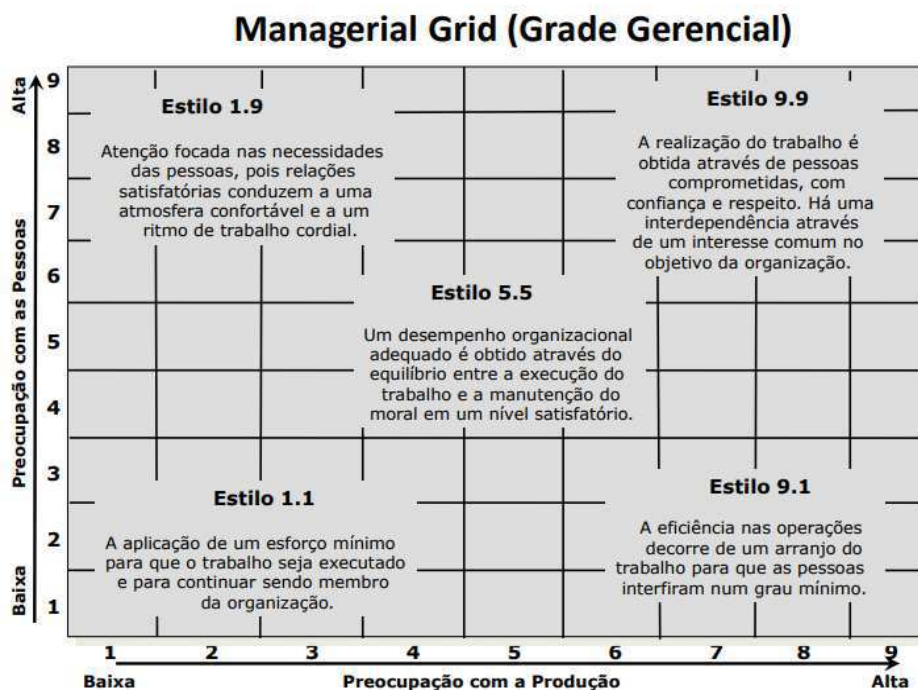 Managerial Grid (Grade Gerencial)
Preocupação com as Pessoas
Alta
Baixa
9
8
7
6
5
4
3
2
1
Estilo 1.9
Atenção focada nas necessidades
das pessoas, pois relações
satisfatórias conduzem a uma
atmosfera confortável e a um
ritmo de trabalho cordial.
Estilo 9.9
A realização do trabalho é
obtida através de pessoas
comprometidas, com
confiança e respeito. Há uma
interdependência através
de um interesse comum no
objetivo da organização.
Estilo 5.5
Um desempenho organizacional
adequado é obtido através do
equilíbrio entre a execução do
trabalho e a manutenção do
moral em um nível satisfatório.
Estilo 1.1
A aplicação de um esforço mínimo
para que o trabalho seja executado
e para continuar sendo membro
da organização.
Estilo 9.1
A eficiência nas operações
decorre de um arranjo do
trabalho para que as pessoas
interfiram num grau mínimo.
1 2 3 4 5 6 7 8 9
Baixa Preocupação com a Produção Alta